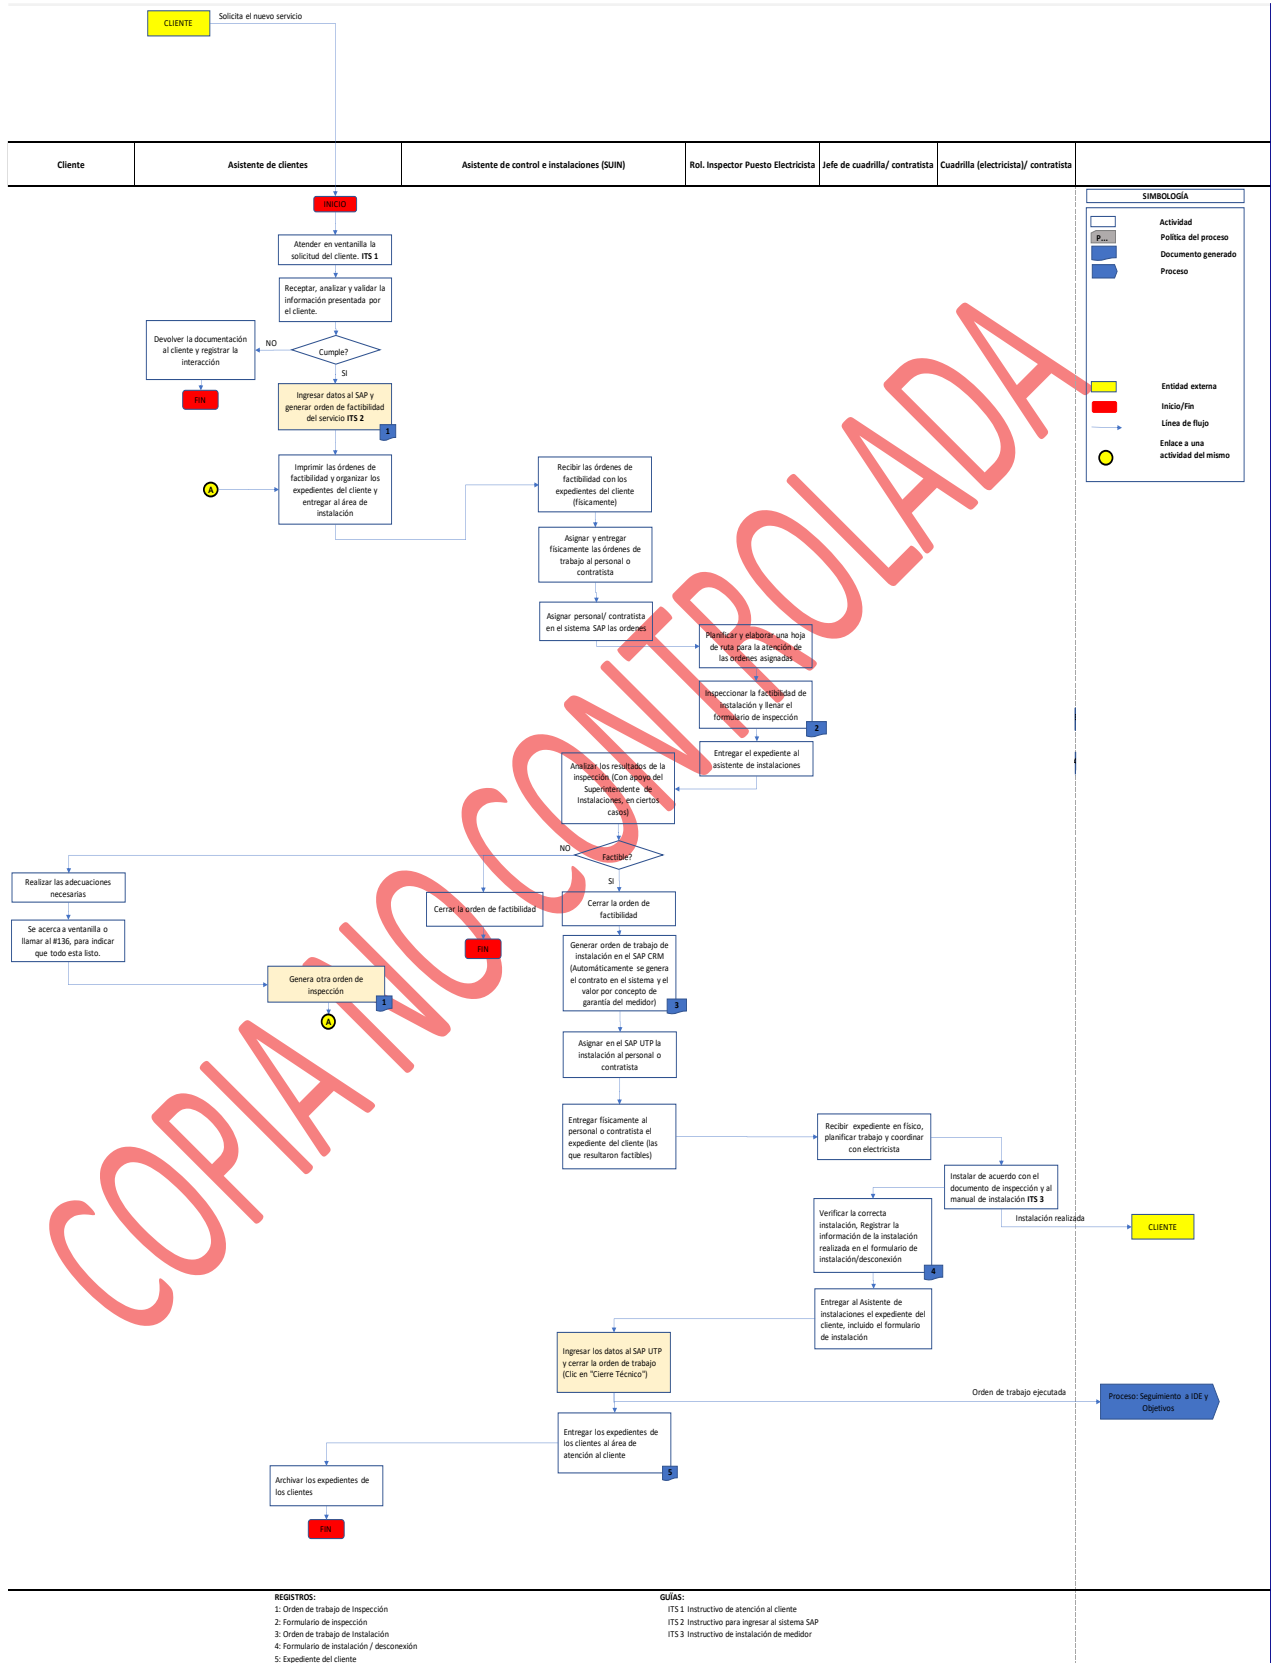 CLIENTE
Solicita el nuevo servicio
Cliente
Asistente de clientes
Asistente de control e instalaciones (SUIN)
Rol. Inspector Puesto Electricista
Jefe de cuadrilla/ contratista
Cuadrilla (electricista)/ contratista
SIMBOLOGÍA
Actividad
P...
Política del proceso
Documento generado
Proceso
Entidad externa
Inicio/Fin
Línea de flujo
Enlace a una
actividad del mismo
INICIO
Atender en ventanilla la
solicitud del cliente. ITS 1
Receptar, analizar y validar la
información presentada por
el cliente.
Cumple?
NO
SI
Devolver la documentación
al cliente y registrar la
interacción
FIN
Ingresar datos al SAP y
generar orden de factibilidad
del servicio ITS 2
1
A
Imprimir las órdenes de
factibilidad y organizar los
expedientes del cliente y
entregar al área de
instalación
Recibir las órdenes de
factibilidad con los
expedientes del cliente
(físicamente)
Asignar y entregar
físicamente las órdenes de
trabajo al personal o
contratista
Asignar personal/ contratista
en el sistema SAP las ordenes
Planificar y elaborar una hoja
de ruta para la atención de
las ordenes asignadas
Inspeccionar la factibilidad de
instalación y llenar el
formulario de inspección
2
Entregar el expediente al
asistente de instalaciones
Analizar los resultados de la
inspección (Con apoyo del
Superintendente de
Instalaciones, en ciertos
casos)
Factible?
NO
SI
Realizar las adecuaciones
necesarias
Se acerca a ventanilla o
llamar al #136, para indicar
que todo esta listo.
Cerrar la orden de factibilidad
FIN
Cerrar la orden de
factibilidad
Genera otra orden de
inspección
1
A
Generar orden de trabajo de
instalación en el SAP CRM
(Automáticamente se genera
el contrato en el sistema y el
valor por concepto de
garantía del medidor)
3
Asignar en el SAP UTP la
instalación al personal o
contratista
Entregar físicamente al
personal o contratista el
expediente del cliente (las
que resultaron factibles)
Recibir expediente en físico,
planificar trabajo y coordinar
con electricista
Instalar de acuerdo con el
documento de inspección y al
manual de instalación ITS 3
Instalación realizada
CLIENTE
Verificar la correcta
instalación, Registrar la
información de la instalación
realizada en el formulario de
instalación/desconexión
4
Entregar al Asistente de
instalaciones el expediente del
cliente, incluido el formulario
de instalación
Ingresar los datos al SAP UTP
y cerrar la orden de trabajo
(Clic en "Cierre Técnico")
Orden de trabajo ejecutada
Proceso: Seguimiento a IDE y
Objetivos
Entregar los expedientes de
los clientes al área de
atención al cliente
5
Archivar los expedientes de
los clientes
FIN
COPIA NO CONTROLADA
REGISTROS:
1: Orden de trabajo de Inspección
2: Formulario de inspección
3: Orden de trabajo de Instalación
4: Formulario de instalación / desconexión
5: Expediente del cliente
GUÍAS:
ITS 1 Instructivo de atención al cliente
ITS 2 Instructivo para ingresar al sistema SAP
ITS 3 Instructivo de instalación de medidor